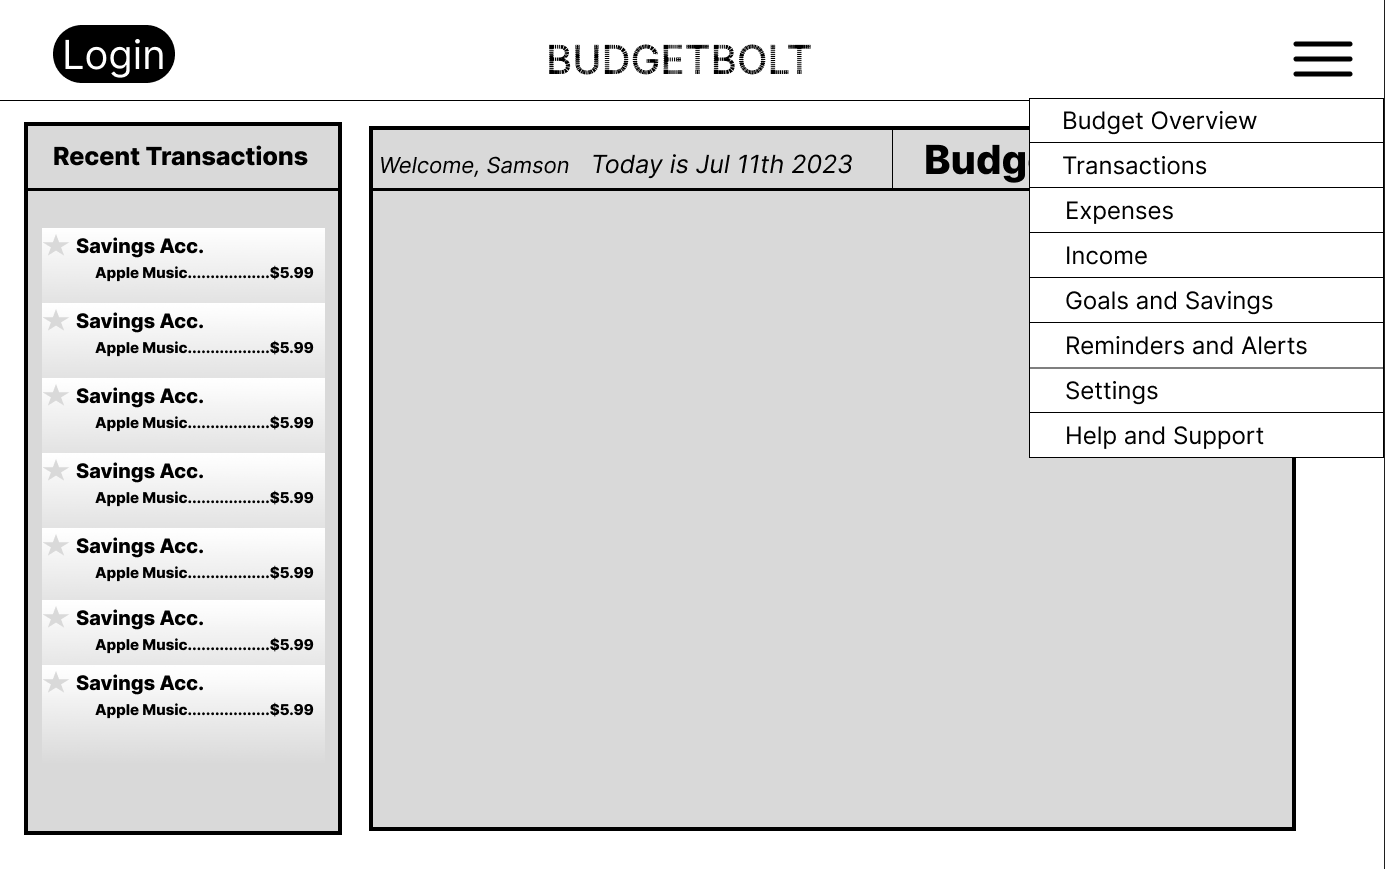 Login
BUDGETBOLT
Budget Overview
Transactions
Expenses
Income
Goals and Savings
Reminders and Alerts
Settings
Help and Support
Recent Transactions
Savings Acc.
Apple Music..................$5.99
Savings Acc.
Apple Music..................$5.99
Savings Acc.
Apple Music..................$5.99
Savings Acc.
Apple Music..................$5.99
Savings Acc.
Apple Music..................$5.99
Savings Acc.
Apple Music..................$5.99
Savings Acc.
Apple Music..................$5.99
Welcome, Samson Today is Jul 11th 2023